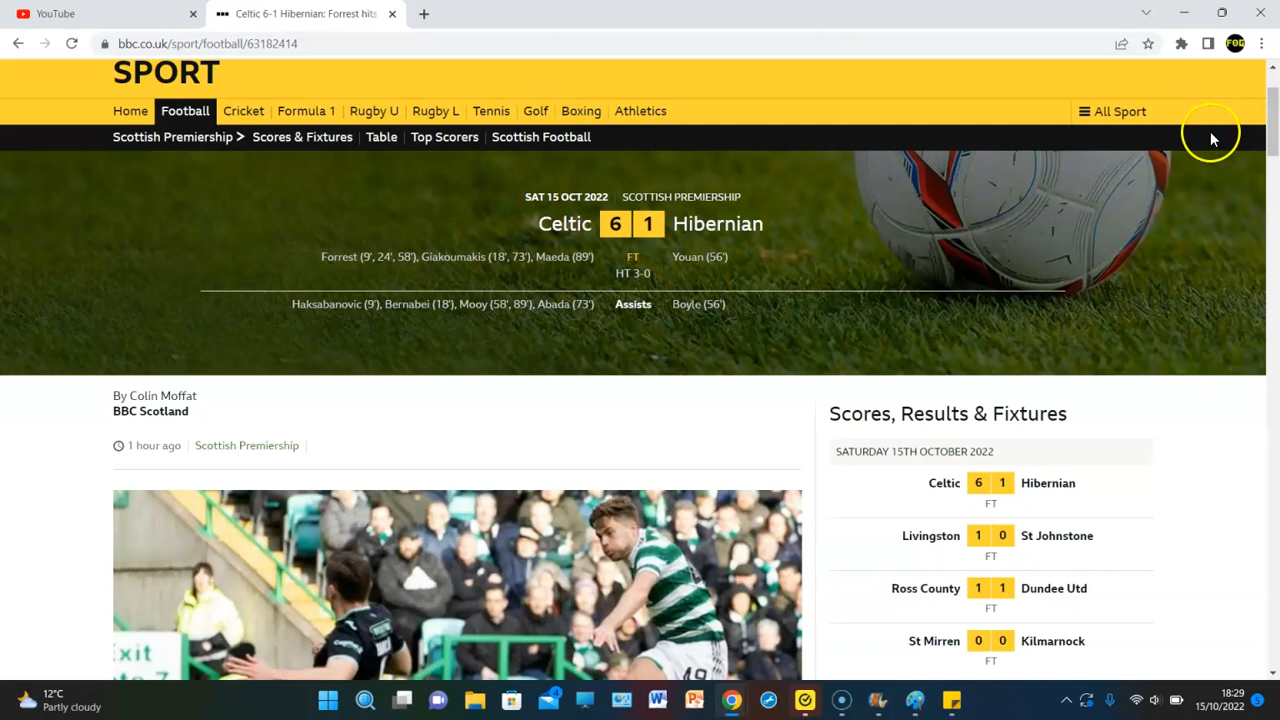 YouTube
Celtic 6-1 Hibernian: Forrest hits
bbc.co.uk/sport/football/63182414
FOG
SPORT
Home Football Cricket Formula 1 Rugby U Rugby L Tennis Golf Boxing Athletics All Sport
Scottish Premiership Scores & Fixtures Table Top Scorers Scottish Football
SAT 15 OCT 2022 SCOTTISH PREMIERSHIP
Celtic 6 1 Hibernian
Forrest (9', 24', 58'), Giakoumakis (18', 73'), Maeda (89') FT Youan (56')
HT 3-0
Haksabanovic (9'), Bernabei (18'), Mooy (58', 89'), Abada (73') Assists Boyle (56')
By Colin Moffat
BBC Scotland
1 hour ago Scottish Premiership
Scores, Results & Fixtures
SATURDAY 15TH OCTOBER 2022
Celtic 6 1 Hibernian
FT
Livingston 1 0 St Johnstone
FT
Ross County 1 1 Dundee Utd
FT
St Mirren 0 0 Kilmarnock
FT
49
12°C
Partly cloudy
4
18:29
15/10/2022
5